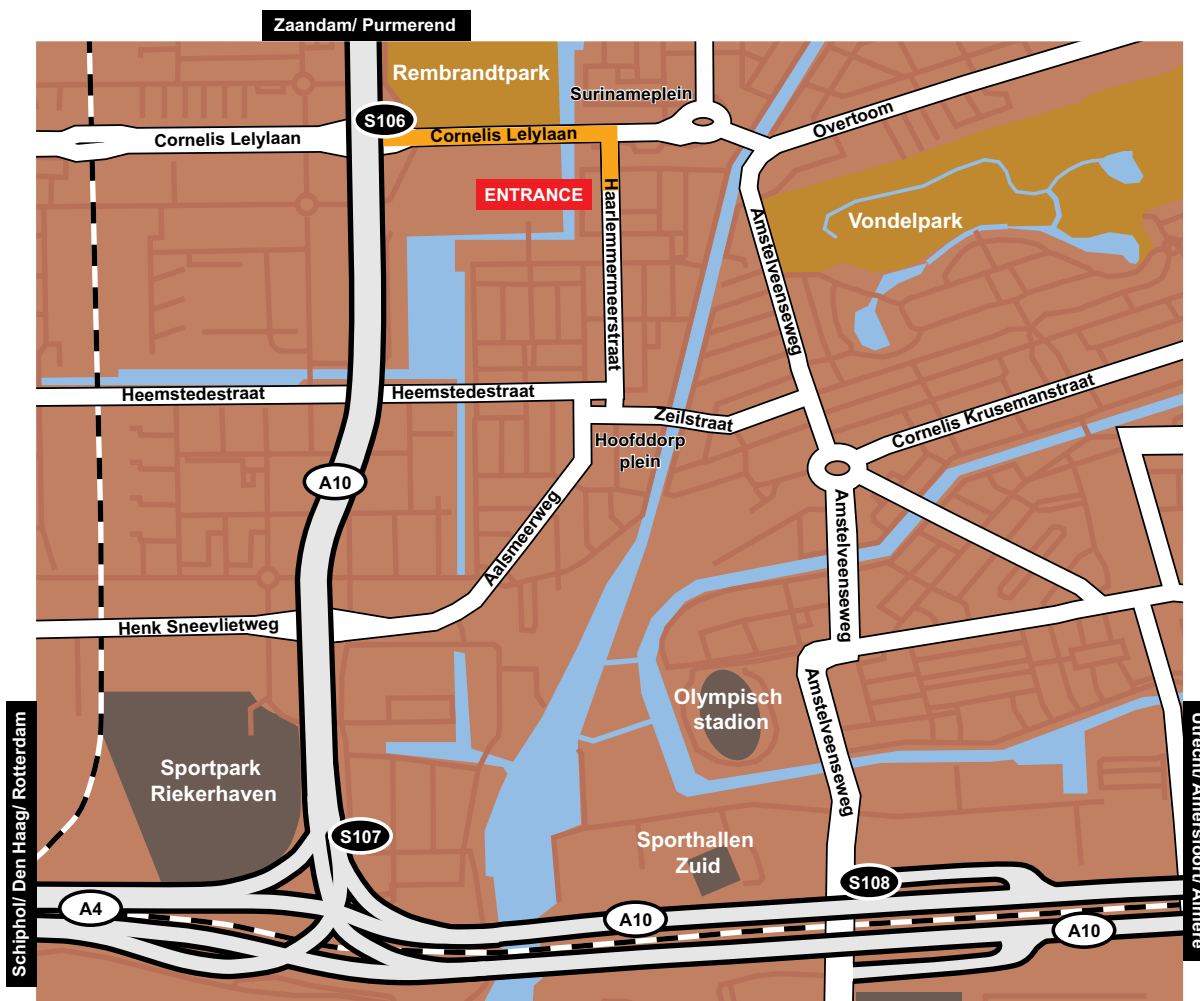 Zaandam/ Purmerend
Rembrandtpark
Surinameplein
S106
Cornelis Lelylaan
Cornelis Lelylaan
Overtoom
ENTRANCE
Haarlemmermeerstraat
Amstelveenseweg
Vondelpark
Heemstedestraat
Heemstedestraat
Zeilstraat
Cornelis Krusemanstraat
Hoofddorp
plein
A10
Aalsmeerweg
Amstelveenseweg
Henk Sneevlietweg
Olympisch
stadion
Amstelveenseweg
Schiphol/ Den Haag/ Rotterdam
Utrecht/ Amersfoort/ Almere
Sportpark
Riekerhaven
S107
Sporthallen
Zuid
S108
A4
A10
A10